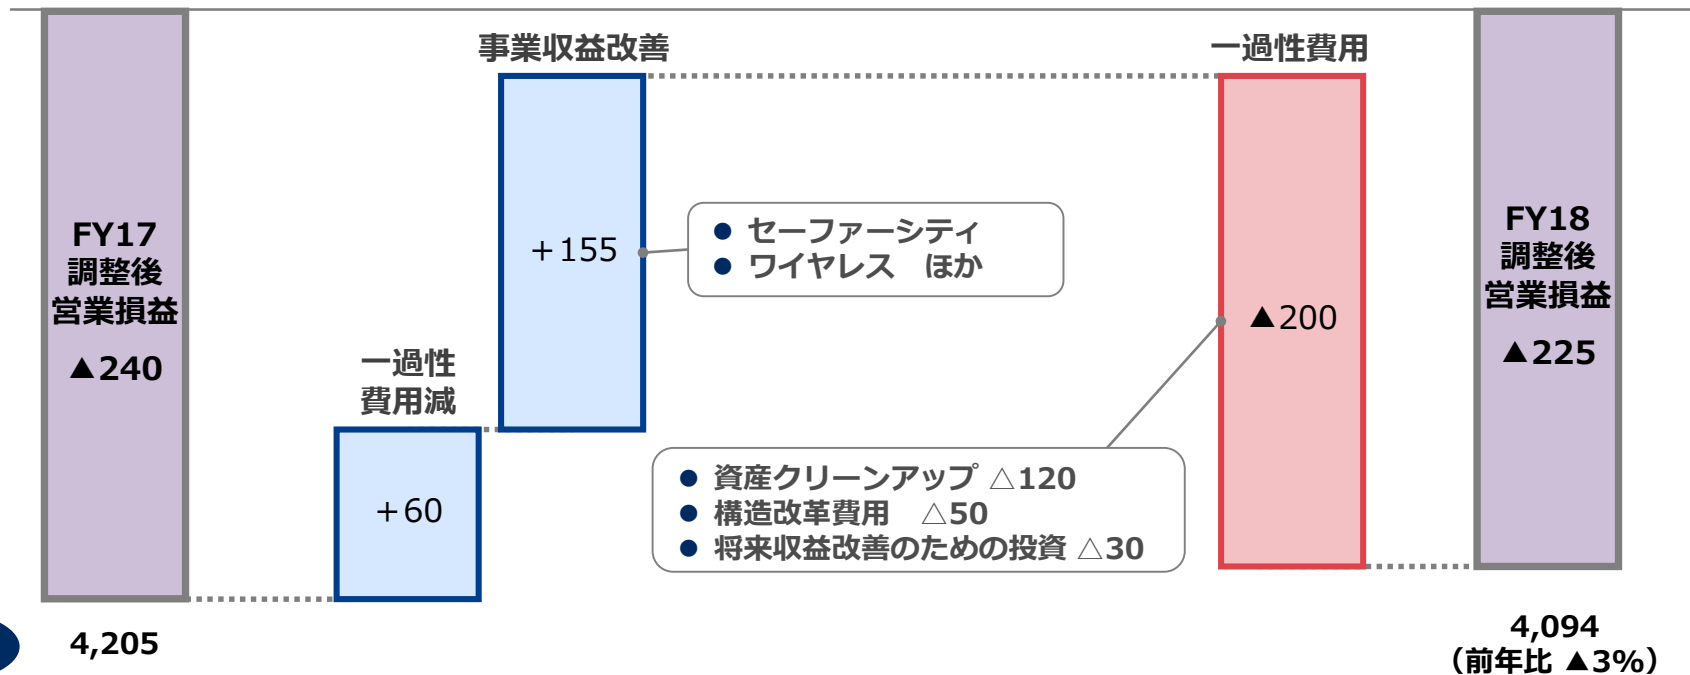 FY17
調整後
営業損益
▲240
4,205
一過性
費用減
+60
事業収益改善
+155
● セーファーシティ
● ワイヤレス　ほか
一過性費用
▲200
● 資産クリーンアップ △120
● 構造改革費用　△50
● 将来収益改善のための投資 △30
FY18
調整後
営業損益
▲225
4,094
（前年比 ▲3%）